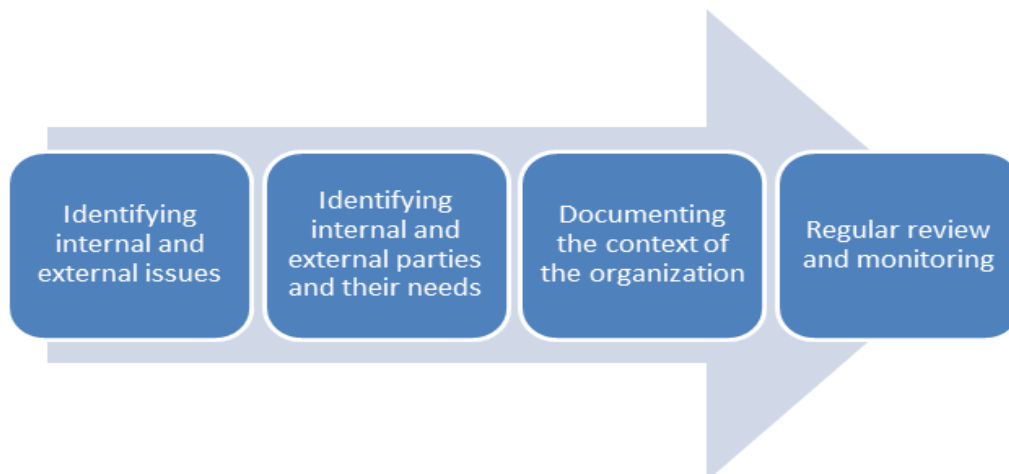 Identifying
internal and
external issues
Identifying
internal and
external parties
and their needs
Documenting
the context of
the organization
Regular review
and monitoring